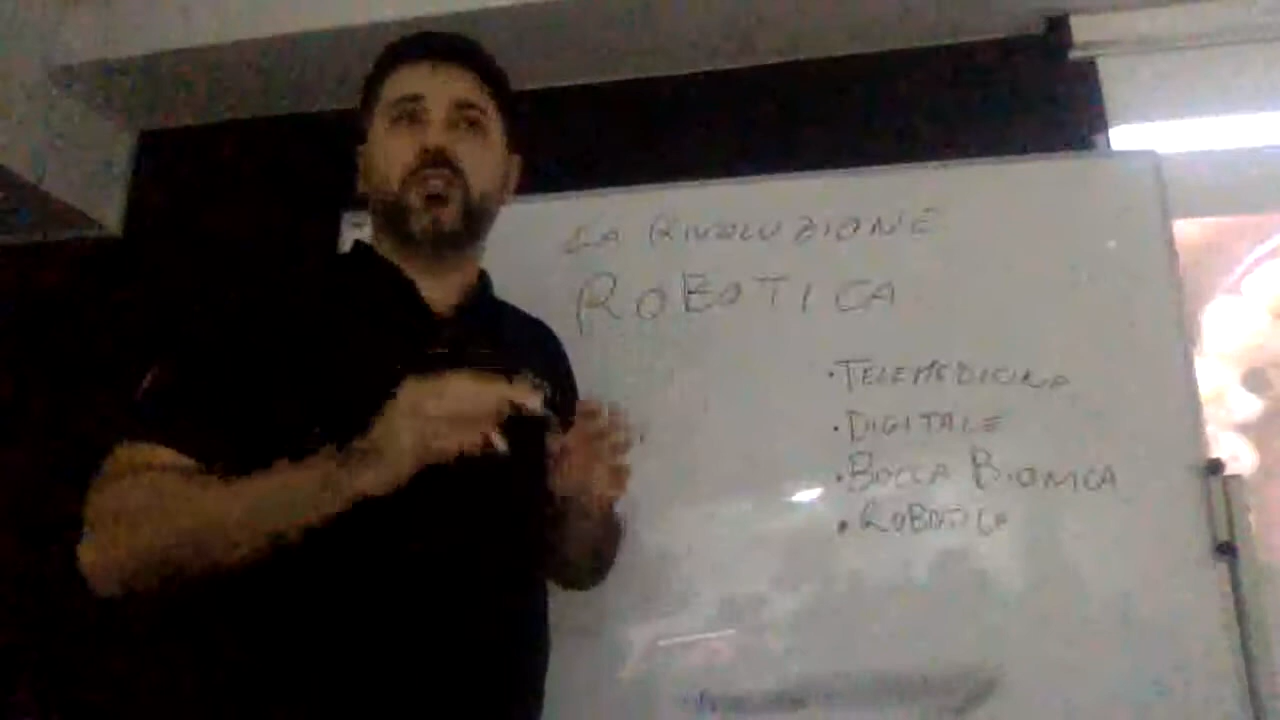 LA RIVOLUZIONE
ROBOTICA
• TELEMEDICINA
• DIGITALE
• BOCCA BIONICA
• ROBOTICA